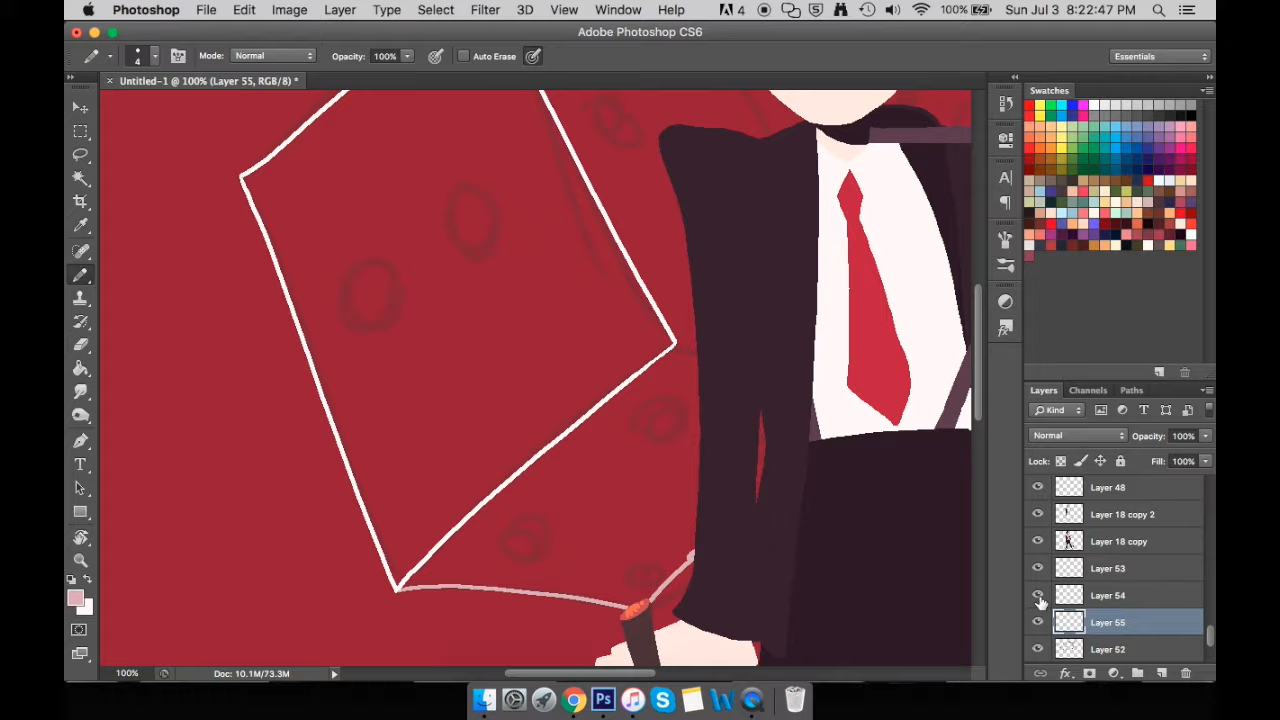 Photoshop File Edit Image Layer Type Select Filter 3D View Window Help 4 100% Sun Jul 3 8:22:47 PM
Adobe Photoshop CS6
4 Mode: Normal Opacity: 100% Auto Erase Essentials
× Untitled-1 @ 100% (Layer 55, RGB/8) *
Swatches
Layers Channels Paths
Kind
Normal Opacity: 100%
Lock: Fill: 100%
Layer 48
Layer 18 copy 2
Layer 18 copy
Layer 53
Layer 54
Layer 55
Layer 52
100% Doc: 10.1M/73.3M
Ps